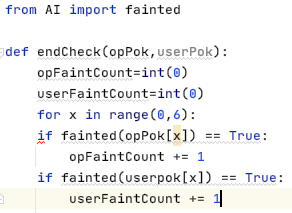 from AI import fainted
def endCheck(opPok,userPok):
opFaintCount=int(0)
userFaintCount=int(0)
for x in range(0,6):
if fainted(opPok[x]) == True:
opFaintCount += 1
if fainted(userpok[x]) == True:
userFaintCount += 1